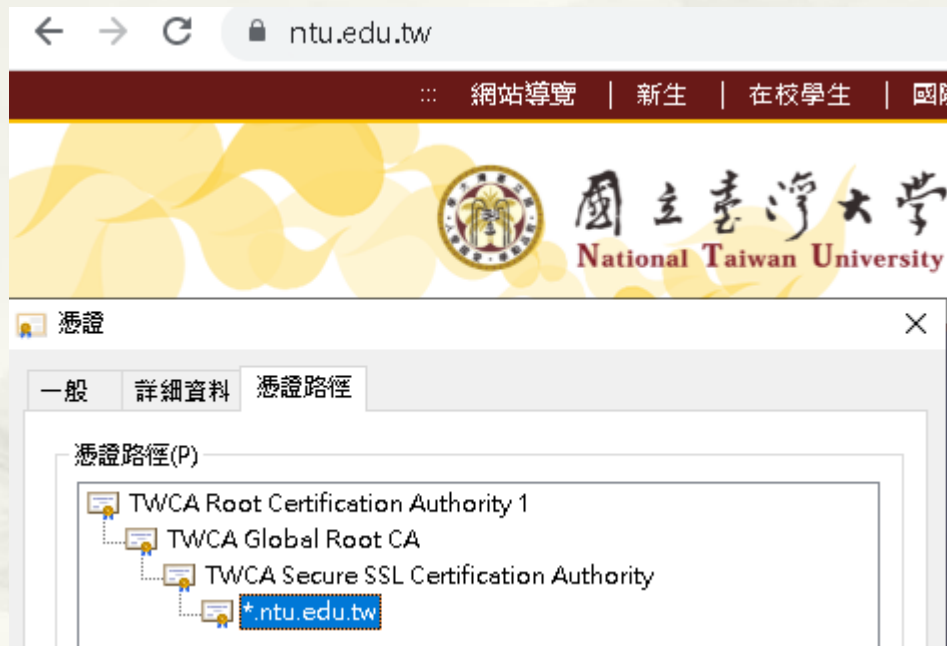 ntu.edu.tw
::: 網站導覽 | 新生 | 在校學生 |
國立臺灣大學
National Taiwan University
憑證
一般 詳細資料 憑證路徑
憑證路徑(P)
TWCA Root Certification Authority 1
TWCA Global Root CA
TWCA Secure SSL Certification Authority
*.ntu.edu.tw